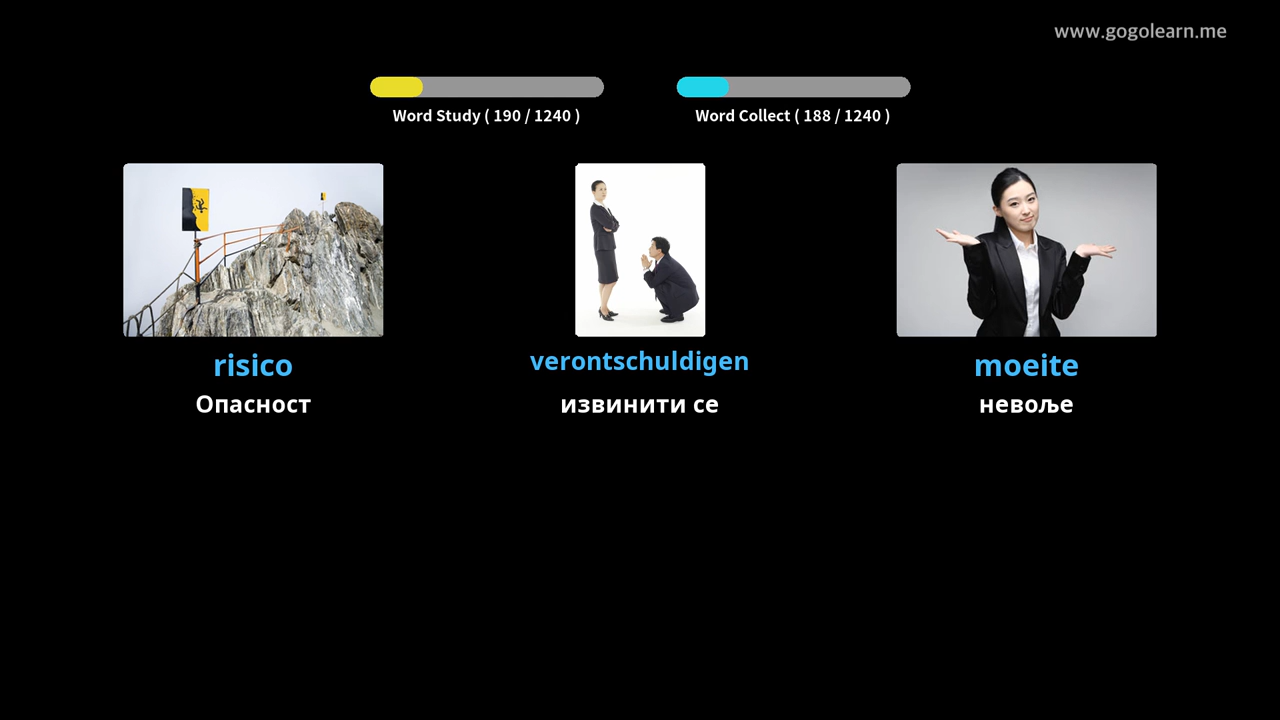 www.gogolearn.me
Word Study ( 190 / 1240 )
Word Collect ( 188 / 1240 )
risico
verontschuldigen
moeite
Опасност
извинити се
невоље